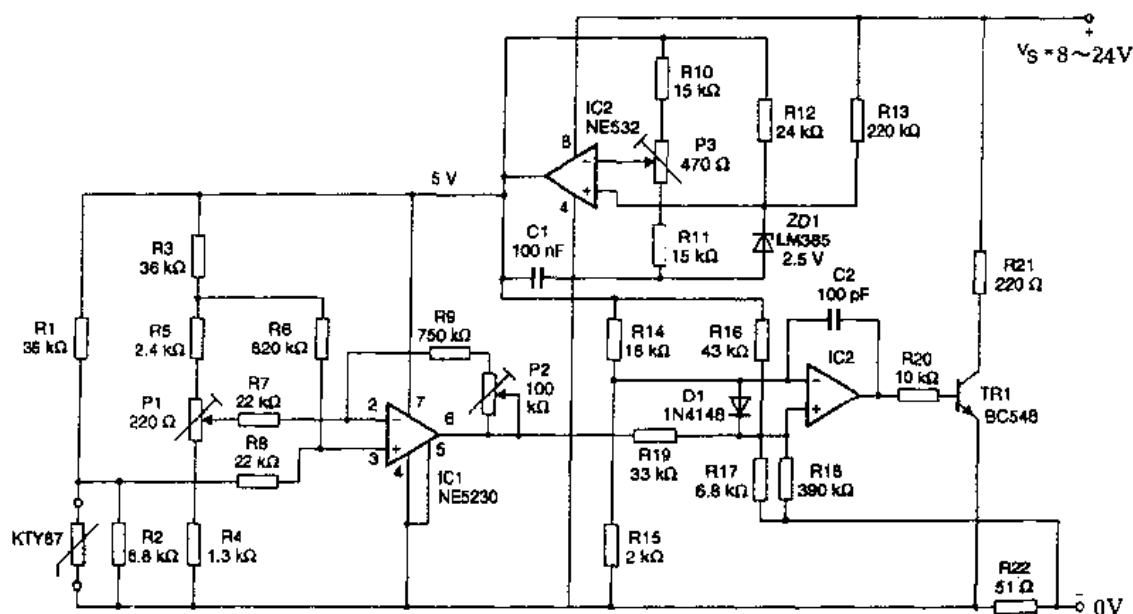 +
V_S = 8～24V
R10
15 kΩ
IC2
NE532
8
4
−
+
P3
470 Ω
R12
24 kΩ
R13
220 kΩ
5 V
C1
100 nF
R11
15 kΩ
ZD1
LM385
2.5 V
R3
36 kΩ
R1
36 kΩ
R5
2.4 kΩ
R6
820 kΩ
R9
750 kΩ
P2
100
kΩ
P1
220 Ω
R7
22 kΩ
R8
22 kΩ
2
−
3
+
7
6
5
4
IC1
NE5230
KTY87
R2
6.8 kΩ
R4
1.3 kΩ
R14
18 kΩ
R16
43 kΩ
C2
100 pF
IC2
−
+
D1
1N4148
R19
33 kΩ
R17
6.8 kΩ
R18
390 kΩ
R15
2 kΩ
R20
10 kΩ
R21
220 Ω
TR1
BC548
R22
51 Ω
−
0V